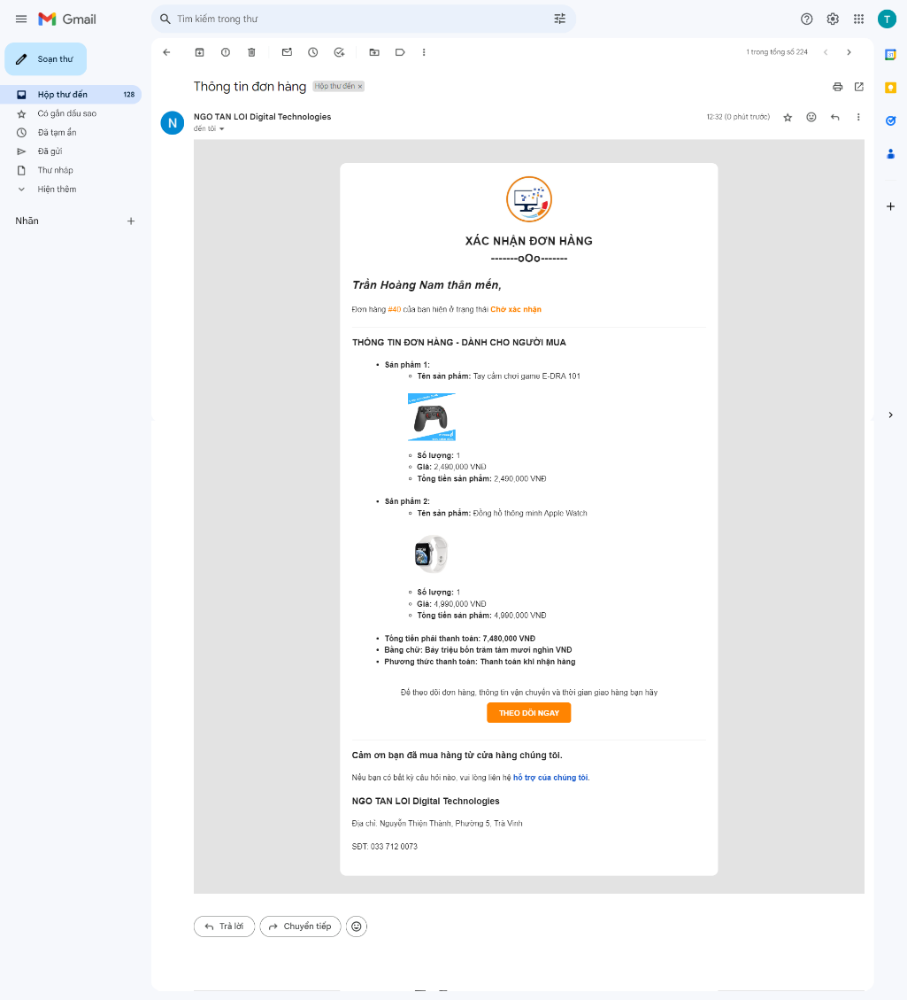 Gmail
Tìm kiếm trong thư
T
Soạn thư
Hộp thư đến 128
Có gắn dấu sao
Đã tạm ẩn
Đã gửi
Thư nháp
Hiện thêm
Nhãn
1 trong tổng số 224
Thông tin đơn hàng Hộp thư đến ×
N
NGO TAN LOI Digital Technologies 12:32 (0 phút trước)
đến tôi
XÁC NHẬN ĐƠN HÀNG
-------oOo-------
Trần Hoàng Nam thân mến,
Đơn hàng #40 của bạn hiện ở trạng thái Chờ xác nhận
THÔNG TIN ĐƠN HÀNG - DÀNH CHO NGƯỜI MUA
Sản phẩm 1:
Tên sản phẩm: Tay cầm chơi game E-DRA 101
Số lượng: 1
Giá: 2,490,000 VNĐ
Tổng tiền sản phẩm: 2,490,000 VNĐ
Sản phẩm 2:
Tên sản phẩm: Đồng hồ thông minh Apple Watch
Số lượng: 1
Giá: 4,990,000 VNĐ
Tổng tiền sản phẩm: 4,990,000 VNĐ
Tổng tiền phải thanh toán: 7,480,000 VNĐ
Bằng chữ: Bảy triệu bốn trăm tám mươi nghìn VNĐ
Phương thức thanh toán: Thanh toán khi nhận hàng
Để theo dõi đơn hàng, thông tin vận chuyển và thời gian giao hàng bạn hãy
THEO DÕI NGAY
Cảm ơn bạn đã mua hàng từ cửa hàng chúng tôi.
Nếu bạn có bất kỳ câu hỏi nào, vui lòng liên hệ hỗ trợ của chúng tôi.
NGO TAN LOI Digital Technologies
Địa chỉ: Nguyễn Thiện Thành, Phường 5, Trà Vinh
SĐT: 033 712 0073
Trả lời
Chuyển tiếp